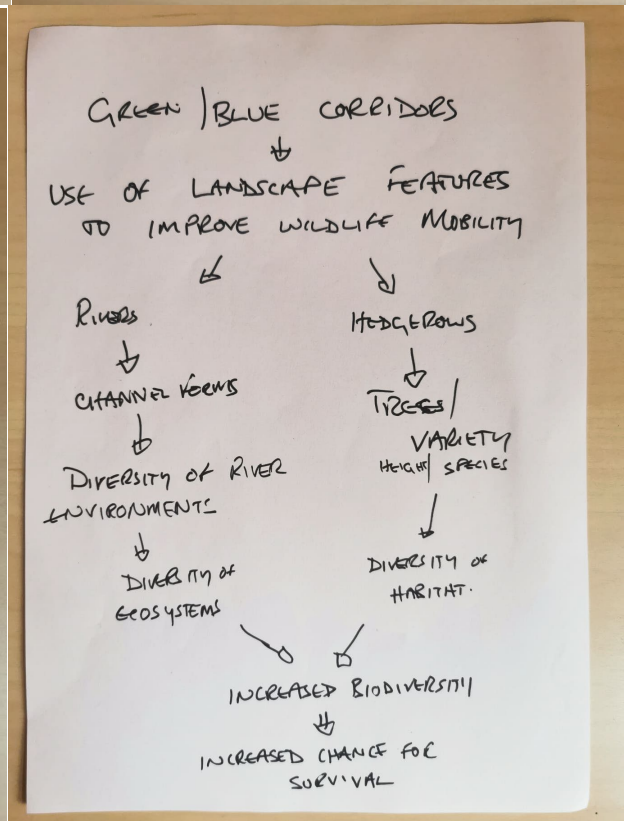 GREEN/BLUE CORRIDORS
USE OF LANDSCAPE FEATURES
TO IMPROVE WILDLIFE MOBILITY
RIVERS
CHANNEL FORMS
DIVERSITY OF RIVER
ENVIRONMENTS
DIVERSITY OF
ECOSYSTEMS
HEDGEROWS
TREES/
VARIETY
HEIGHT/SPECIES
DIVERSITY OF
HABITAT.
INCREASED BIODIVERSITY
INCREASED CHANCE FOR
SURVIVAL